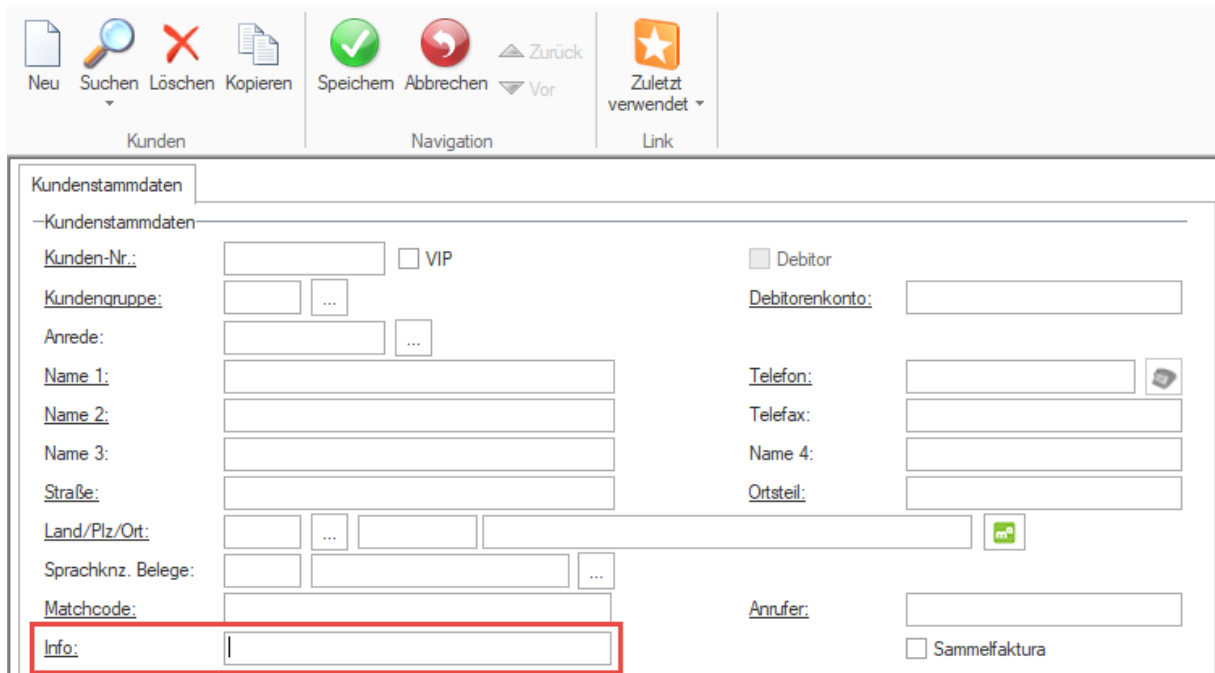 Neu Suchen Löschen Kopieren Speichern Abbrechen Zurück Vor Zuletzt verwendet
Kunden Navigation Link
Kundenstammdaten
Kundenstammdaten
Kunden-Nr.: VIP Debitor
Kundengruppe: ... Debitorenkonto:
Anrede: ...
Name 1: Telefon:
Name 2: Telefax:
Name 3: Name 4:
Straße: Ortsteil:
Land/Plz/Ort: ...
Sprachknz. Belege: ...
Matchcode: Anrufer:
Info: Sammelfaktura